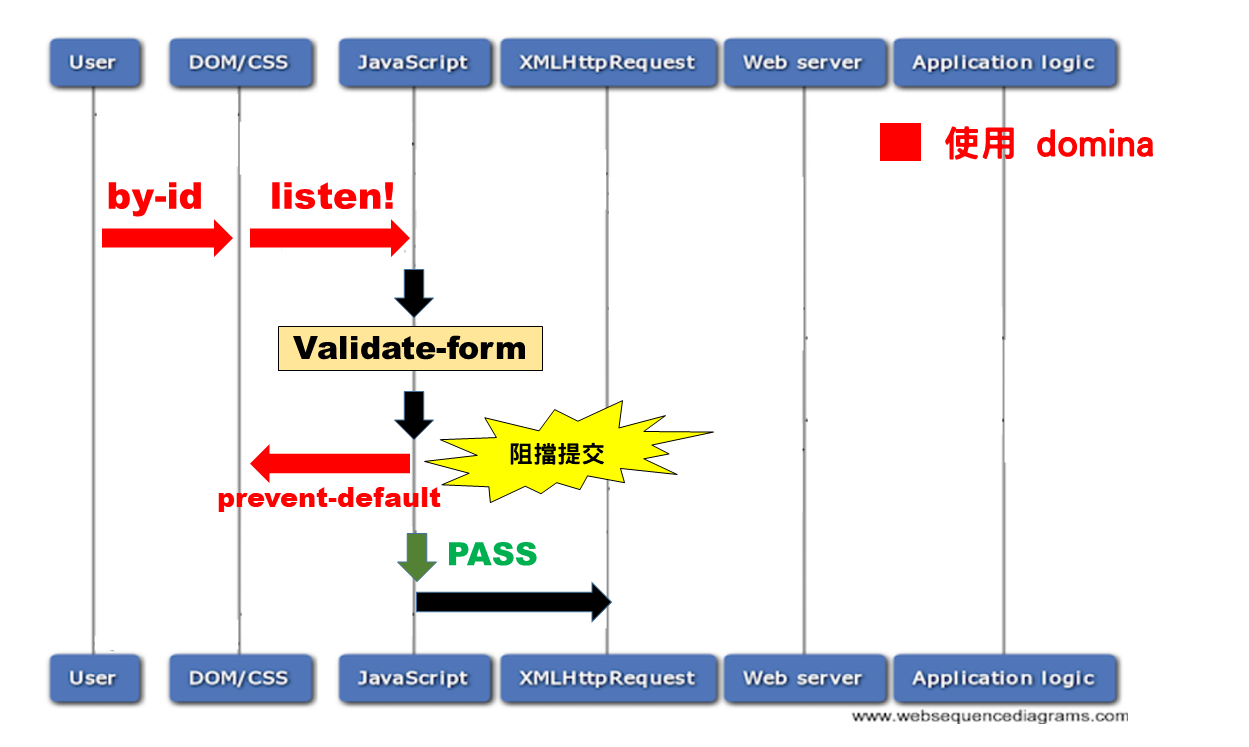 User
DOM/CSS
JavaScript
XMLHttpRequest
Web server
Application logic
使用 domina
by-id
listen!
Validate-form
阻擋提交
prevent-default
PASS
User
DOM/CSS
JavaScript
XMLHttpRequest
Web server
Application logic
www.websequencediagrams.com